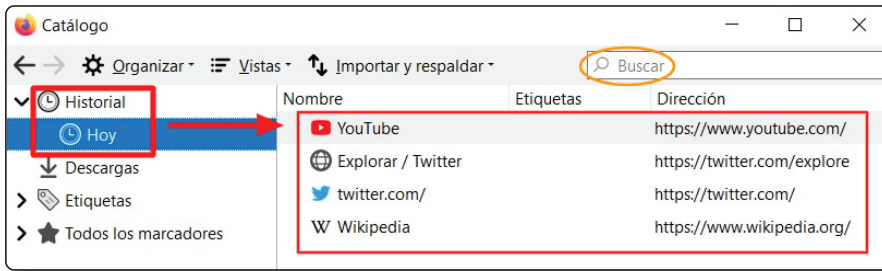 Catálogo
Organizar Vistas Importar y respaldar Buscar
Historial Nombre Etiquetas Dirección
Hoy YouTube https://www.youtube.com/
Descargas Explorar / Twitter https://twitter.com/explore
Etiquetas twitter.com/ https://twitter.com/
Todos los marcadores Wikipedia https://www.wikipedia.org/